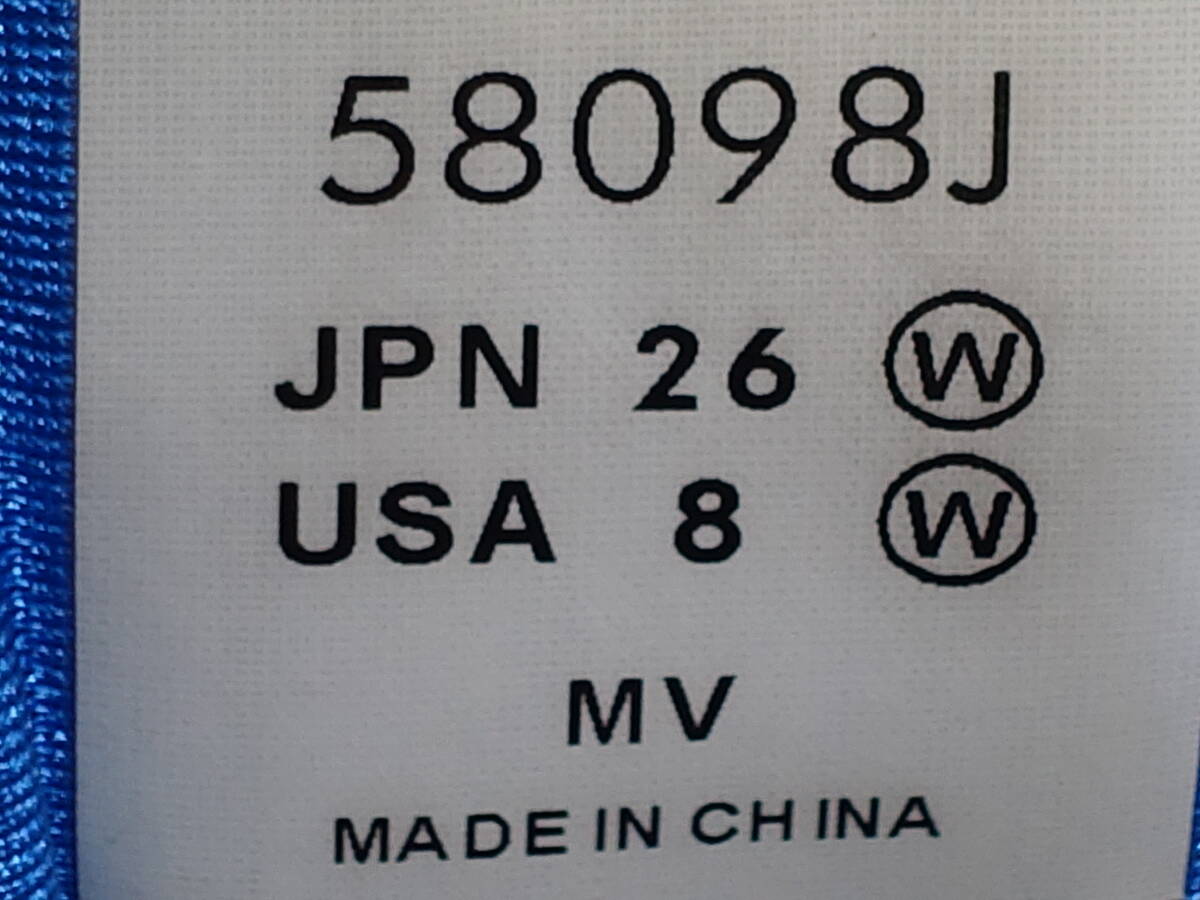 58098J
JPN 26 Ⓦ
USA 8 Ⓦ
MV
MADE IN CHINA